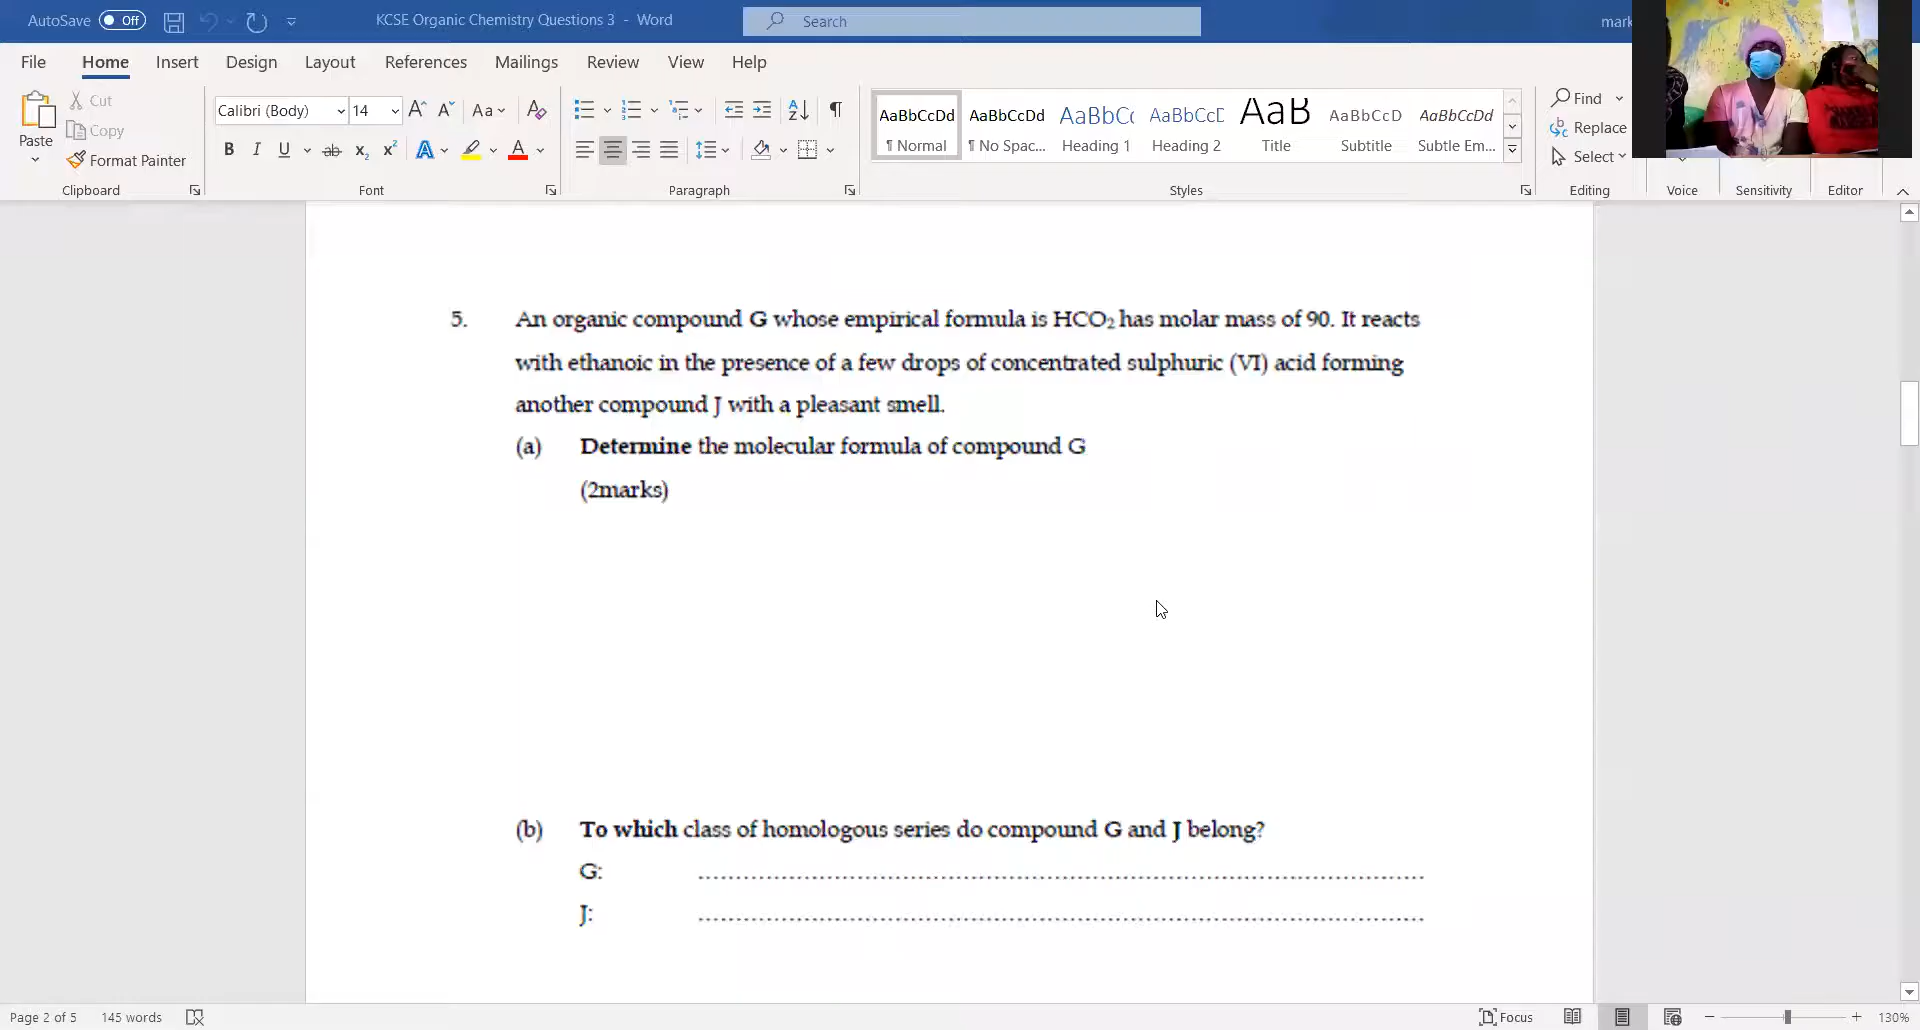 AutoSave Off KCSE Organic Chemistry Questions 3 - Word Search mark
File Home Insert Design Layout References Mailings Review View Help
Paste Cut Copy Format Painter
Clipboard
Calibri (Body) 14 Aa
B I U ab x₂ x² A A
Font
Paragraph
AaBbCcDd ¶ Normal
AaBbCcDd ¶ No Spac...
AaBbCc Heading 1
AaBbCcD Heading 2
AaB Title
AaBbCcD Subtitle
AaBbCcDd Subtle Em...
Styles
Find
Replace
Select
Editing Voice Sensitivity Editor
5. An organic compound G whose empirical formula is HCO₂ has molar mass of 90. It reacts
with ethanoic in the presence of a few drops of concentrated sulphuric (VI) acid forming
another compound J with a pleasant smell.
(a) Determine the molecular formula of compound G
(2marks)
(b) To which class of homologous series do compound G and J belong?
G: ....................................................................
J: ....................................................................
Page 2 of 5 145 words Focus 130%